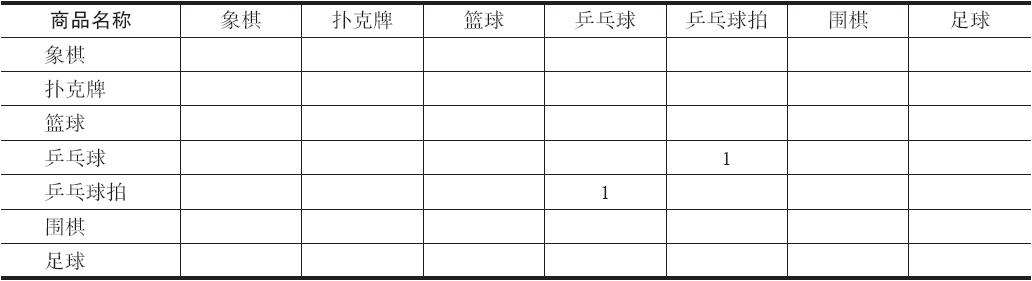 商品名称 象棋 扑克牌 篮球 乒乓球 乒乓球拍 围棋 足球
象棋
扑克牌
篮球
乒乓球 1
乒乓球拍 1
围棋
足球